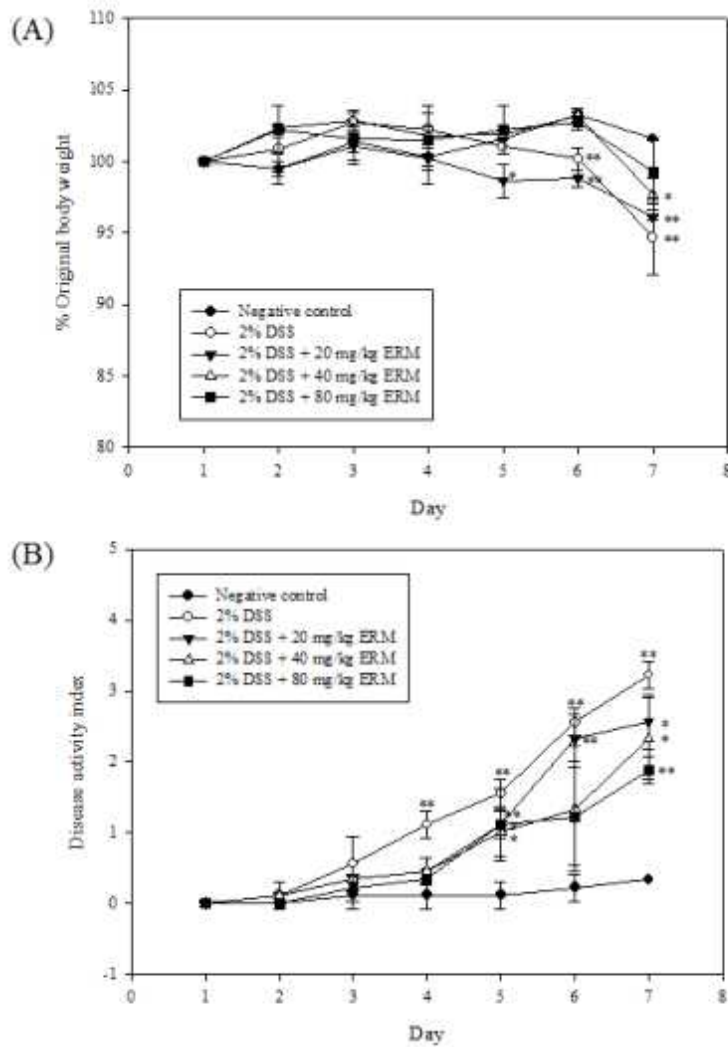 (A)
110
105
100
95
90
85
80
% Original body weight
**
*
**
*
**
**
Negative control
2% DSS
2% DSS + 20 mg/kg ERM
2% DSS + 40 mg/kg ERM
2% DSS + 80 mg/kg ERM
0 1 2 3 4 5 6 7 8
Day
(B)
5
4
3
2
1
0
-1
Disease activity index
Negative control
2% DSS
2% DSS + 20 mg/kg ERM
2% DSS + 40 mg/kg ERM
2% DSS + 80 mg/kg ERM
**
**
**
*
*
**
**
**
**
*
0 1 2 3 4 5 6 7 8
Day